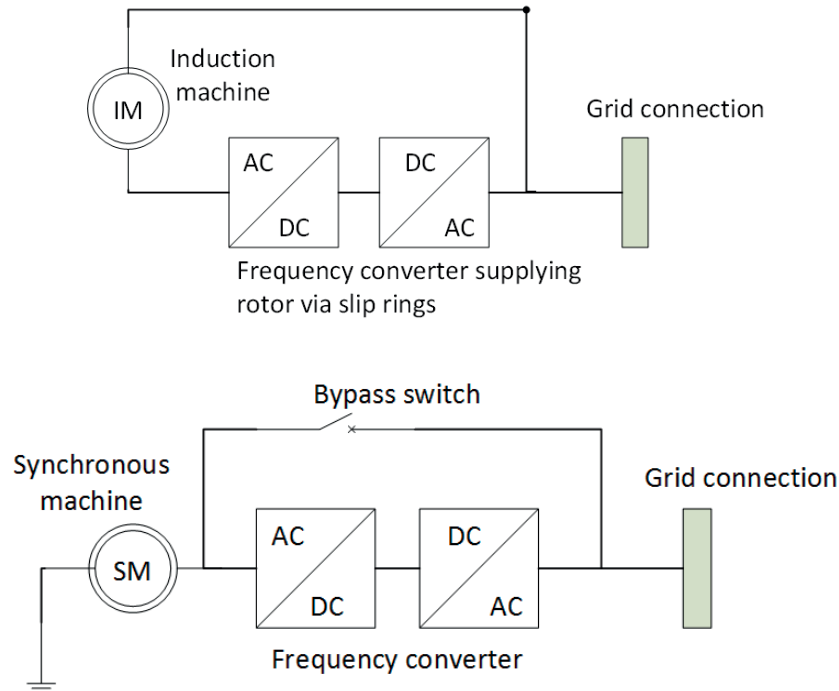 Induction
machine
IM
Grid connection
AC
DC
DC
AC
Frequency converter supplying
rotor via slip rings
Bypass switch
Synchronous
machine
Grid connection
SM
AC
DC
DC
AC
Frequency converter